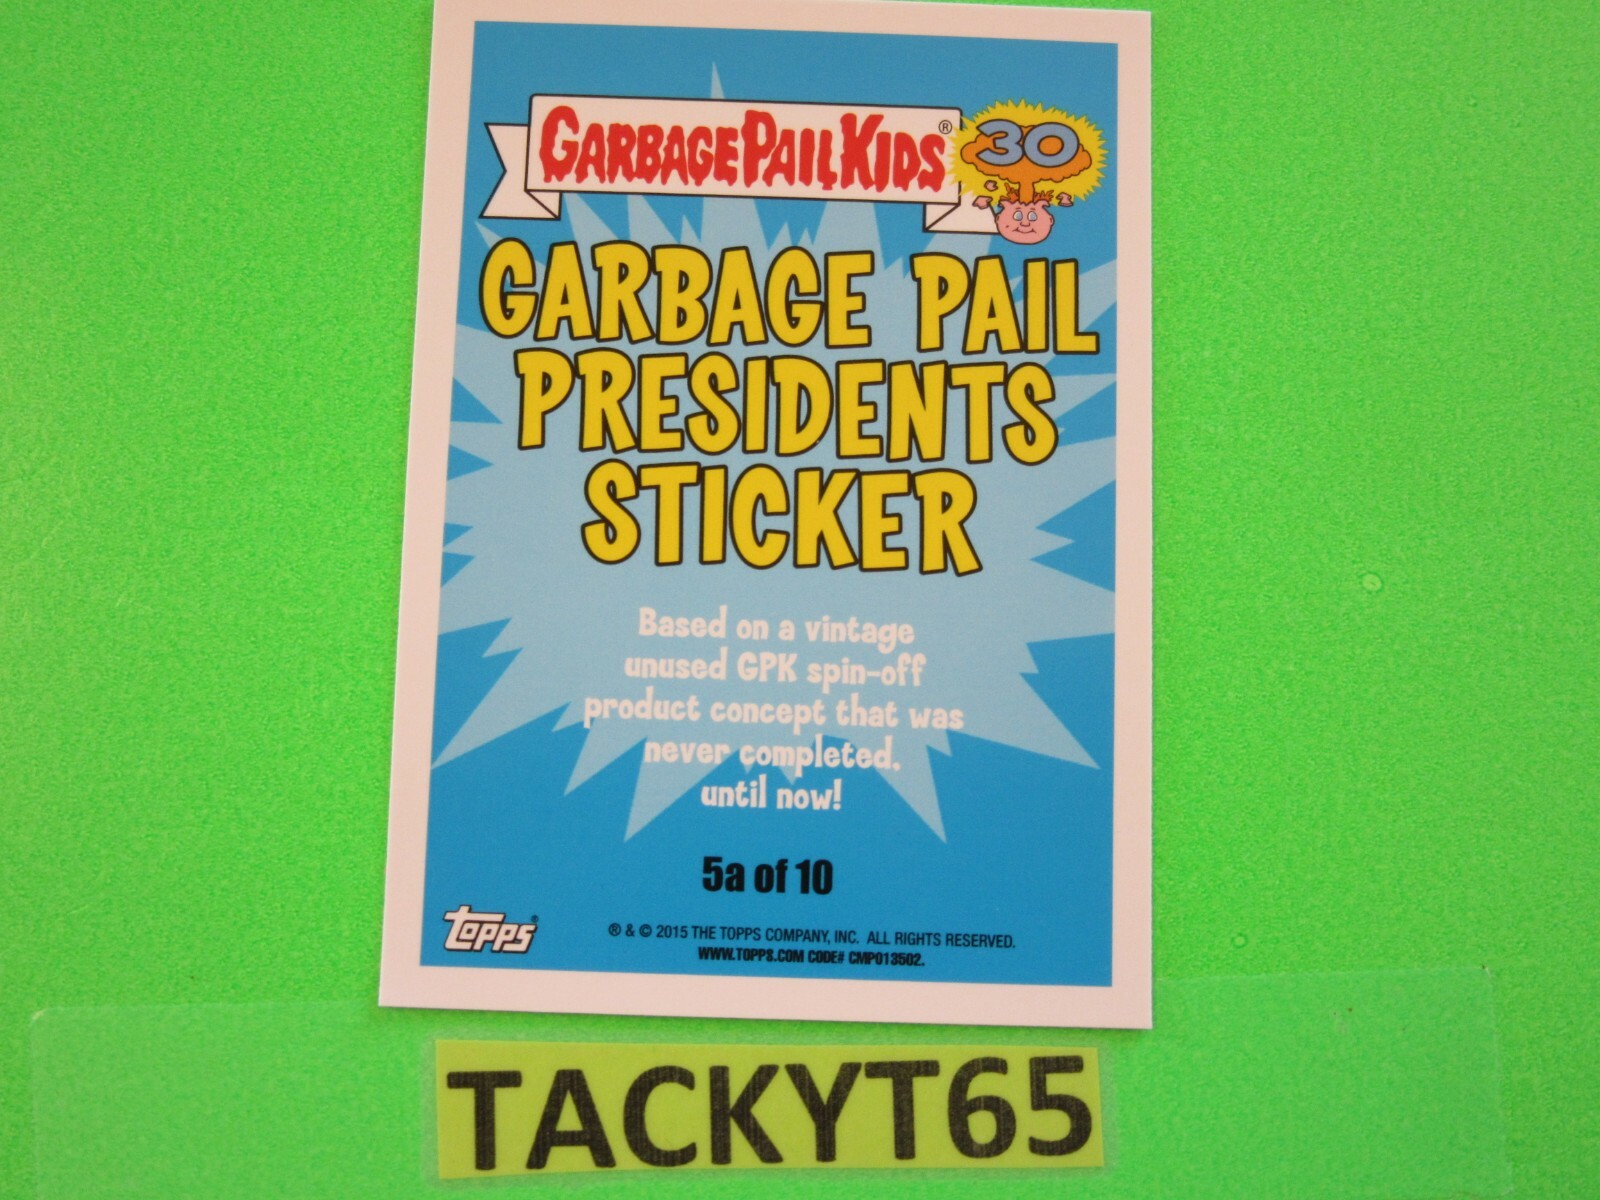 GARBAGE PAIL KIDS®
30
GARBAGE PAIL
PRESIDENTS
STICKER
Based on a vintage
unused GPK spin-off
product concept that was
never completed,
until now!
5a of 10
topps®
® & © 2015 THE TOPPS COMPANY, INC. ALL RIGHTS RESERVED.
WWW.TOPPS.COM CODE# CMP013502.
TACKYT65